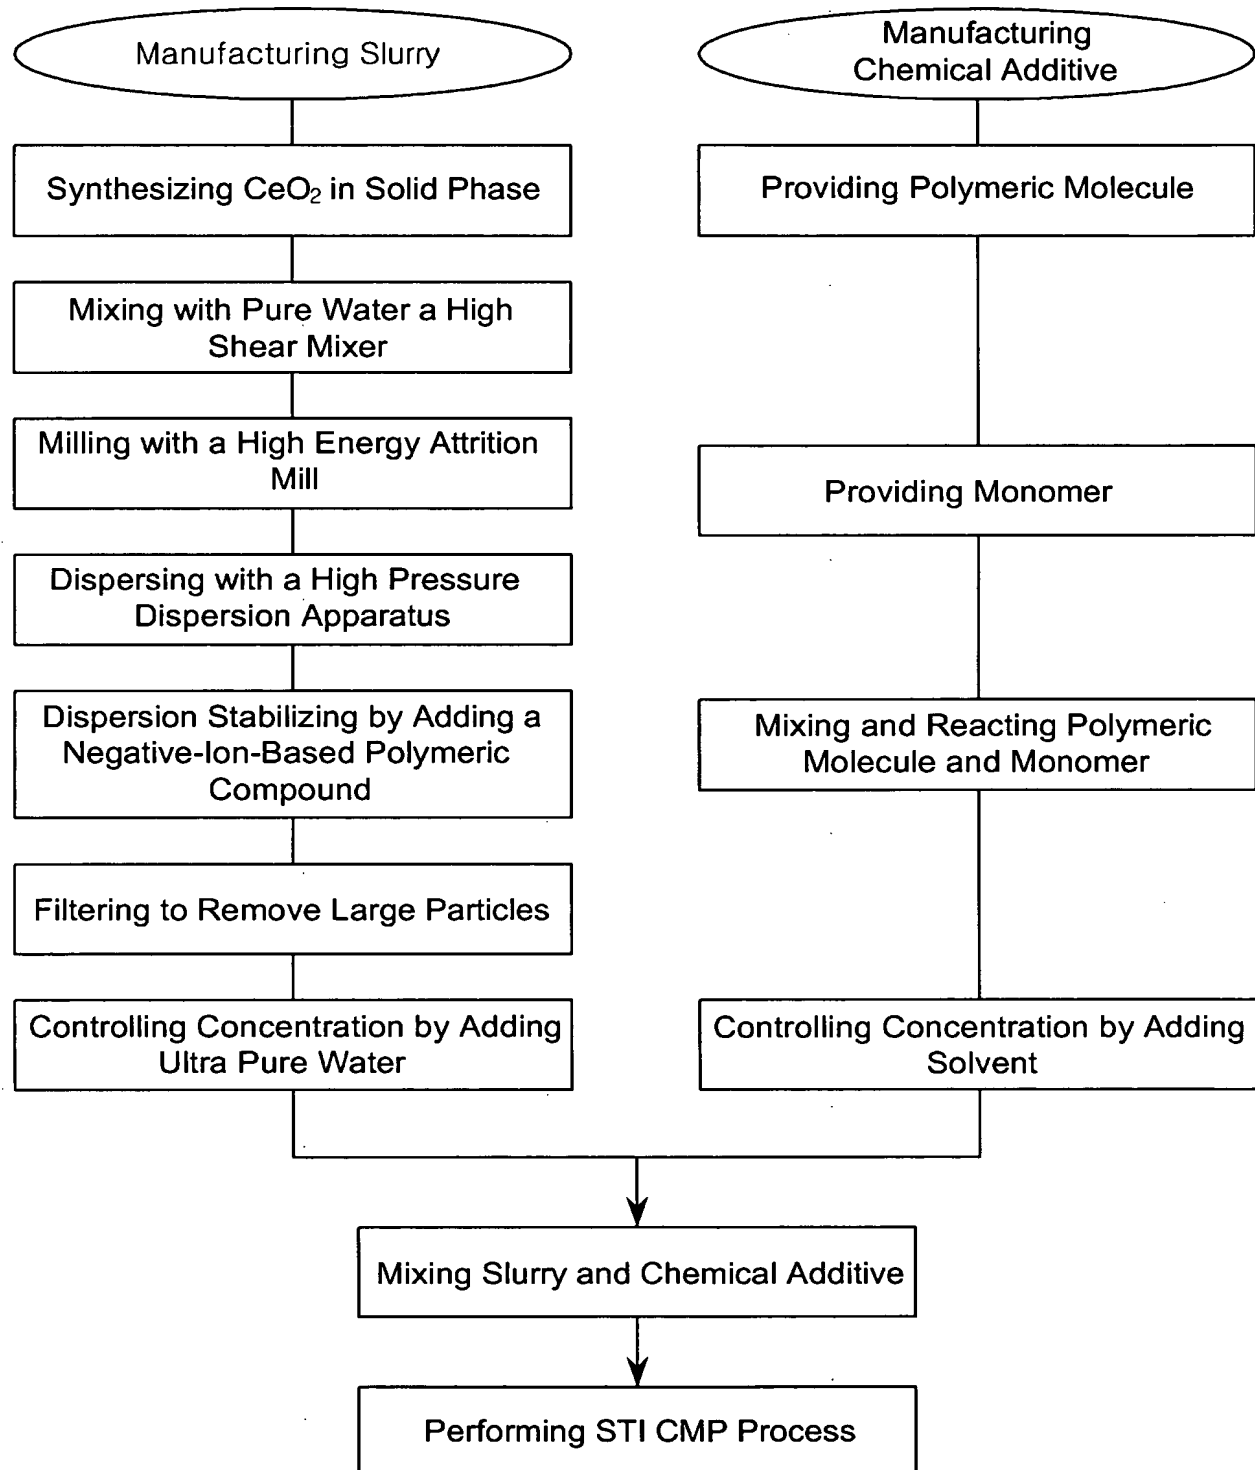 Manufacturing Slurry
Synthesizing CeO₂ in Solid Phase
Mixing with Pure Water a High
Shear Mixer
Milling with a High Energy Attrition
Mill
Dispersing with a High Pressure
Dispersion Apparatus
Dispersion Stabilizing by Adding a
Negative-Ion-Based Polymeric
Compound
Filtering to Remove Large Particles
Controlling Concentration by Adding
Ultra Pure Water
Manufacturing
Chemical Additive
Providing Polymeric Molecule
Providing Monomer
Mixing and Reacting Polymeric
Molecule and Monomer
Controlling Concentration by Adding
Solvent
Mixing Slurry and Chemical Additive
Performing STI CMP Process